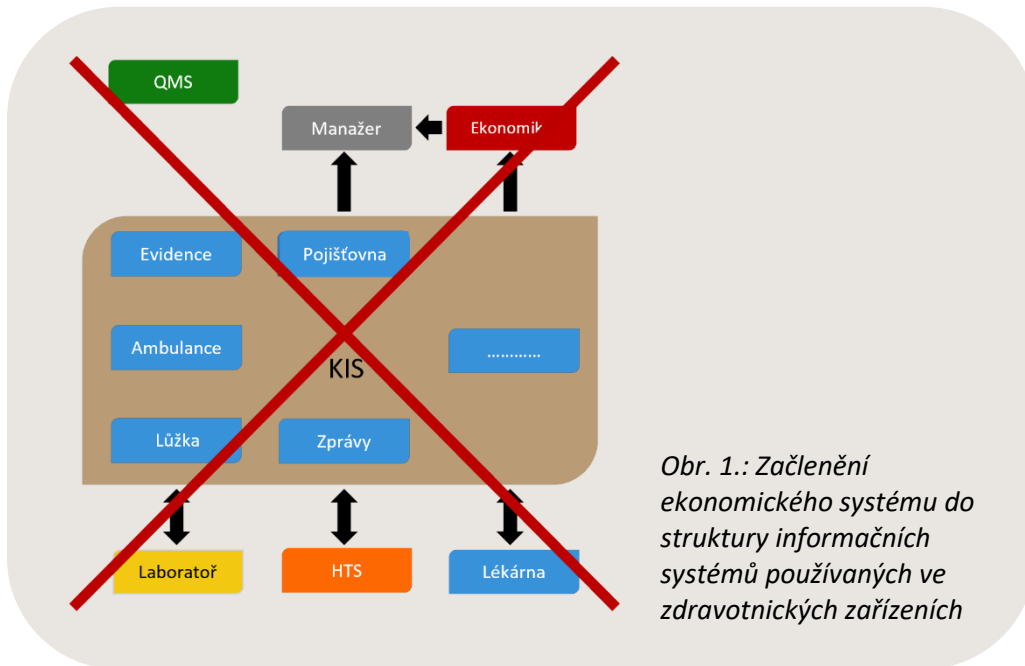 QMS
Manažer
Ekonomik
Evidence
Pojišťovna
Ambulance
............
KIS
Lůžka
Zprávy
Laboratoř
HTS
Lékárna
Obr. 1.: Začlenění
ekonomického systému do
struktury informačních
systémů používaných ve
zdravotnických zařízeních